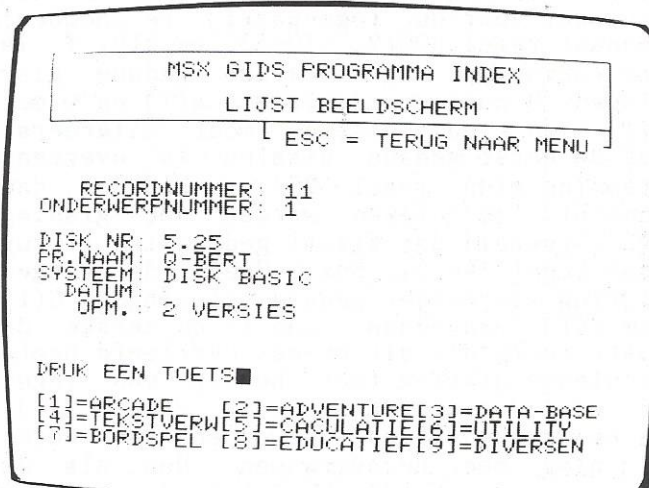 MSX GIDS PROGRAMMA INDEX
LIJST BEELDSCHERM
ESC = TERUG NAAR MENU
RECORDNUMMER: 11
ONDERWERPNUMMER: 1
DISK NR: 5.25
PR.NAAM: Q-BERT
SYSTEEM: DISK BASIC
DATUM:
OPM.: 2 VERSIES
DRUK EEN TOETS
[1]=ARCADE [2]=ADVENTURE[3]=DATA-BASE
[4]=TEKSTVERW[5]=CACULATIE[6]=UTILITY
[7]=BORDSPEL [8]=EDUCATIEF[9]=DIVERSEN